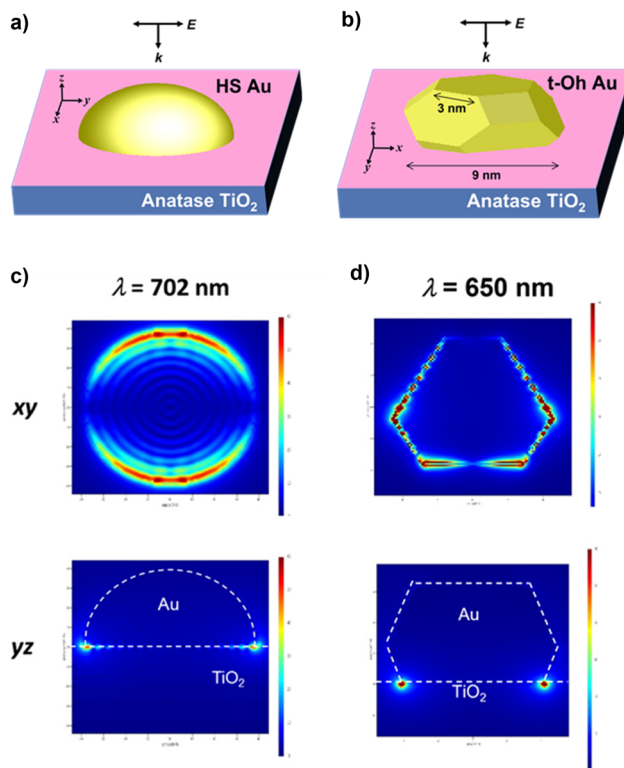 a)
E
k
HS Au
z
y
x
Anatase TiO2
b)
E
k
t-Oh Au
3 nm
z
x
y
9 nm
Anatase TiO2
c)
λ = 702 nm
d)
λ = 650 nm
xy
yz
Au
TiO2
Au
TiO2